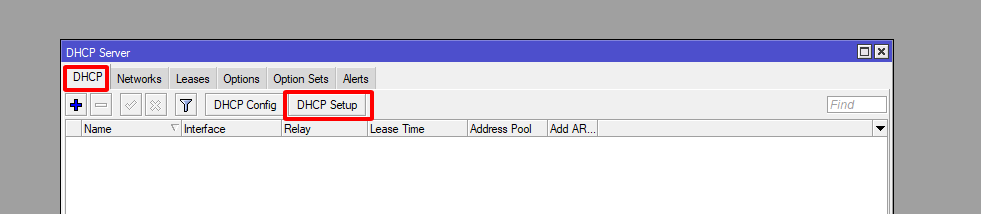 DHCP Server
DHCP Networks Leases Options Option Sets Alerts
DHCP Config DHCP Setup Find
Name Interface Relay Lease Time Address Pool Add AR...